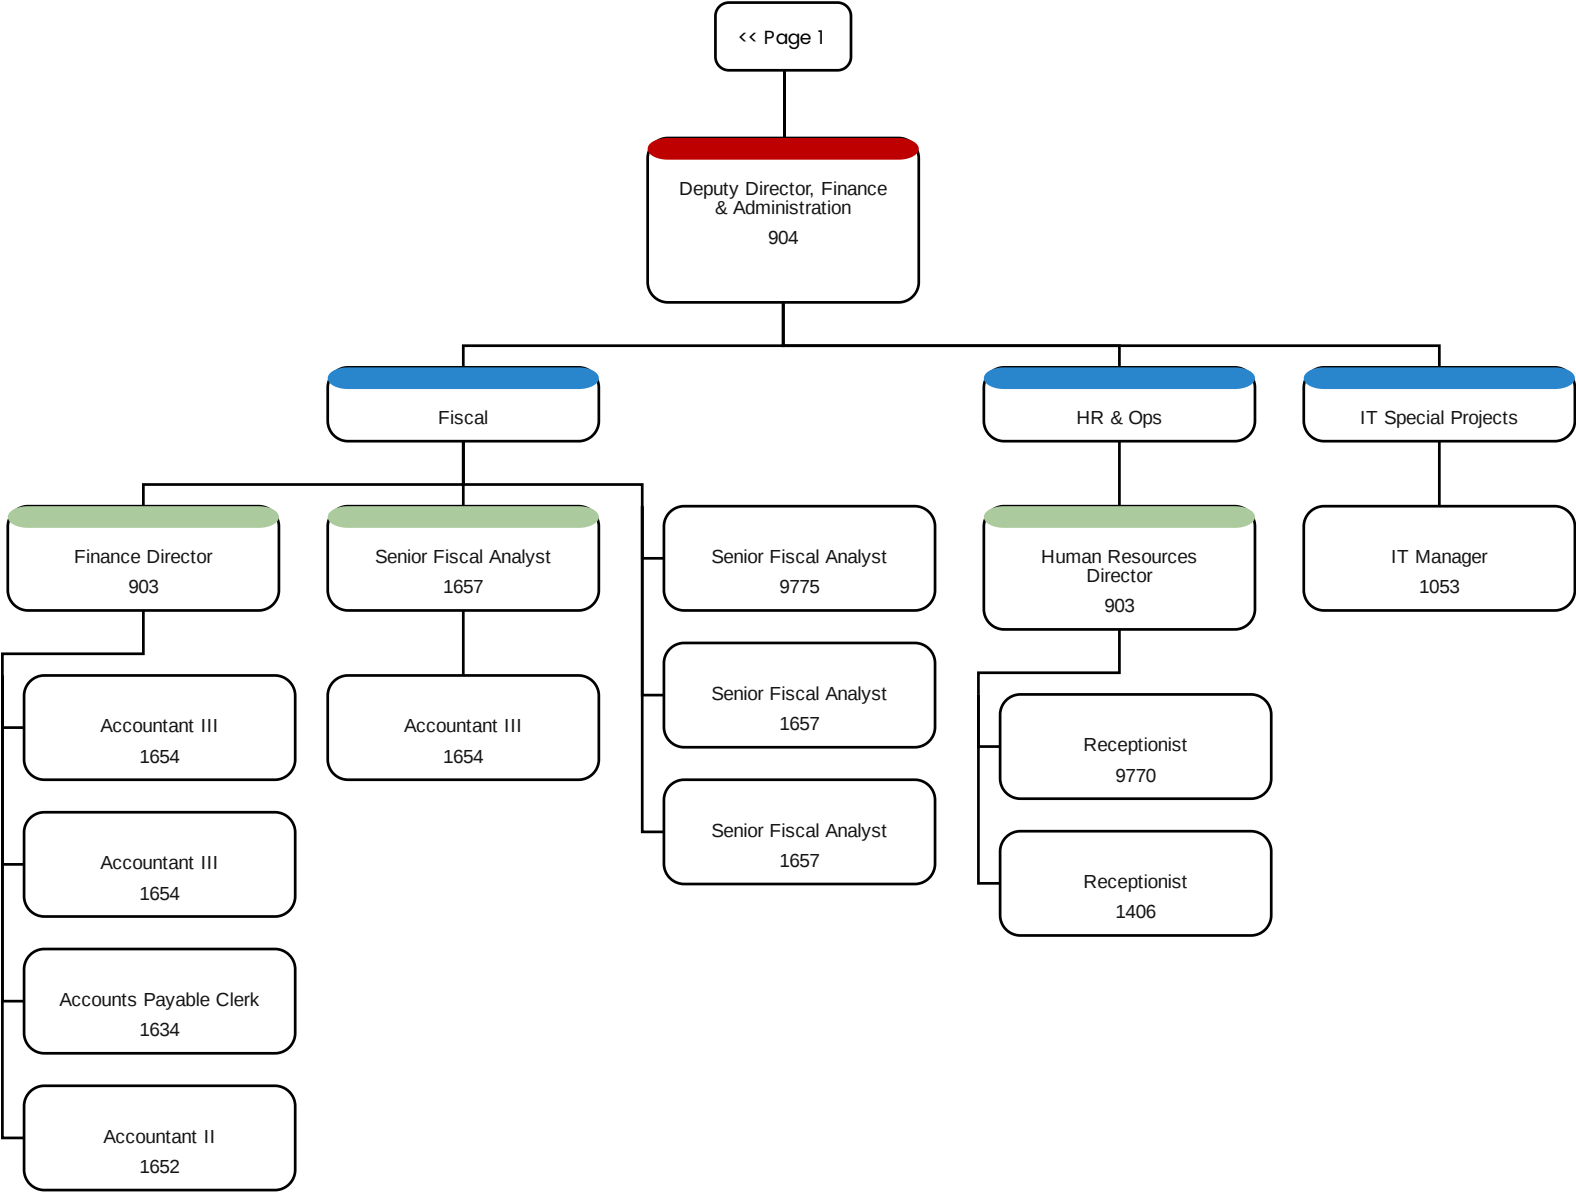 << Page 1
Deputy Director, Finance
& Administration
904
Fiscal
HR & Ops
IT Special Projects
Finance Director
903
Senior Fiscal Analyst
1657
Senior Fiscal Analyst
9775
Human Resources
Director
903
IT Manager
1053
Accountant III
1654
Accountant III
1654
Senior Fiscal Analyst
1657
Receptionist
9770
Accountant III
1654
Senior Fiscal Analyst
1657
Receptionist
1406
Accounts Payable Clerk
1634
Accountant II
1652